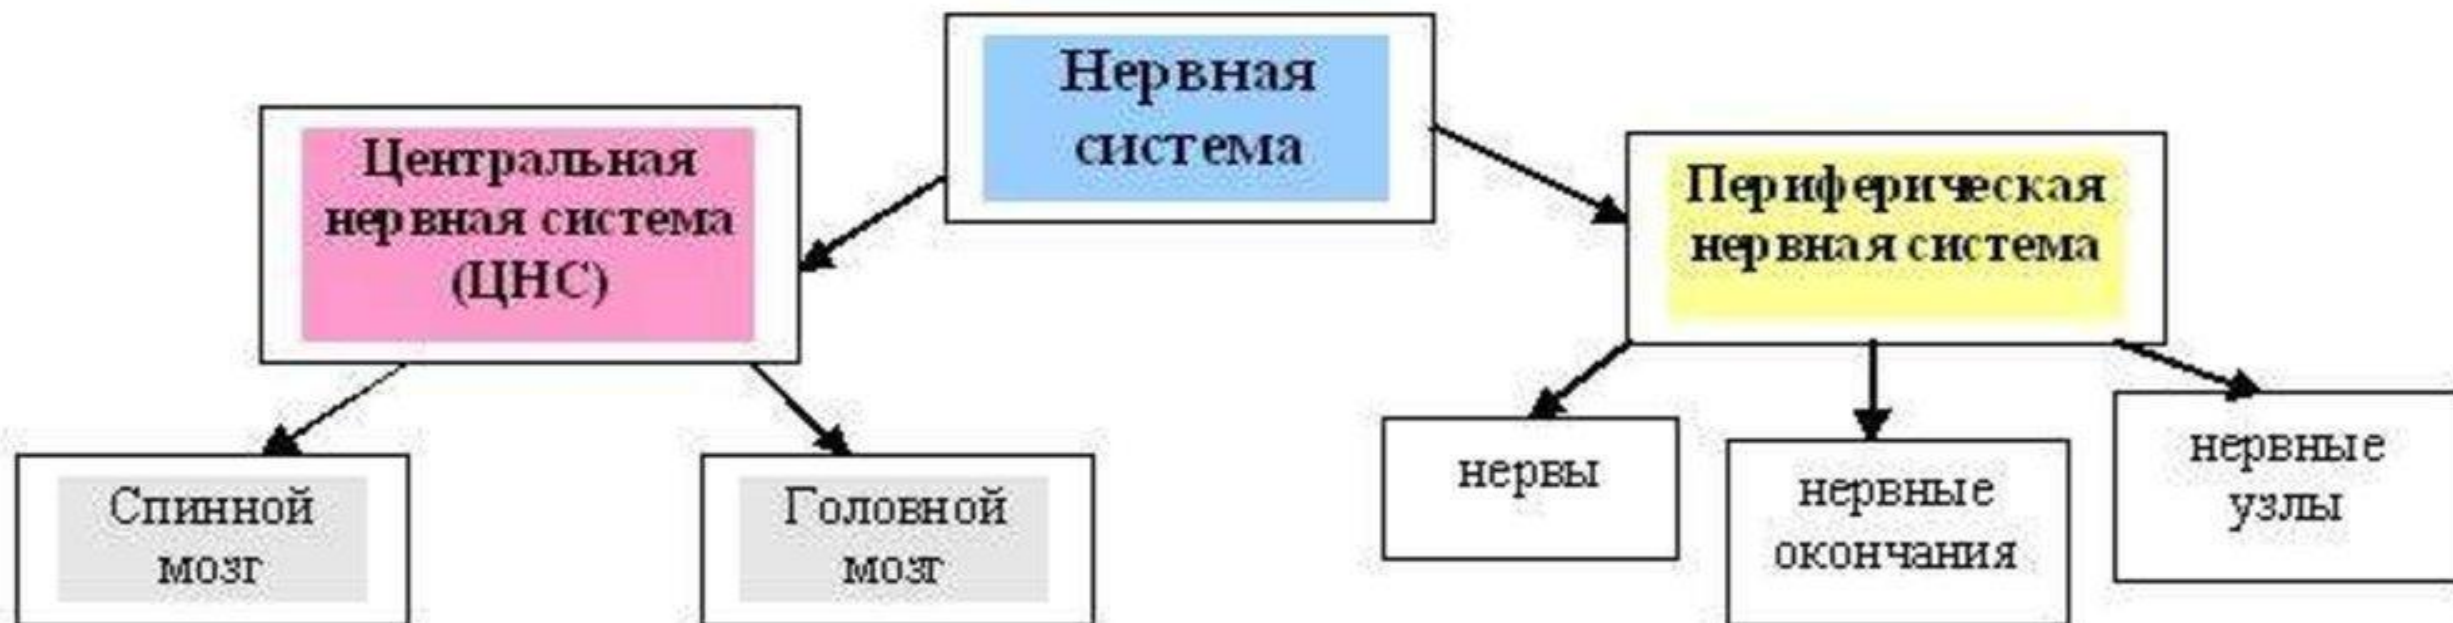 Нервная
система
Центральная
нервная система
(ЦНС)
Периферическая
нервная система
Спинной
мозг
Головной
мозг
нервы
нервные
окончания
нервные
узлы